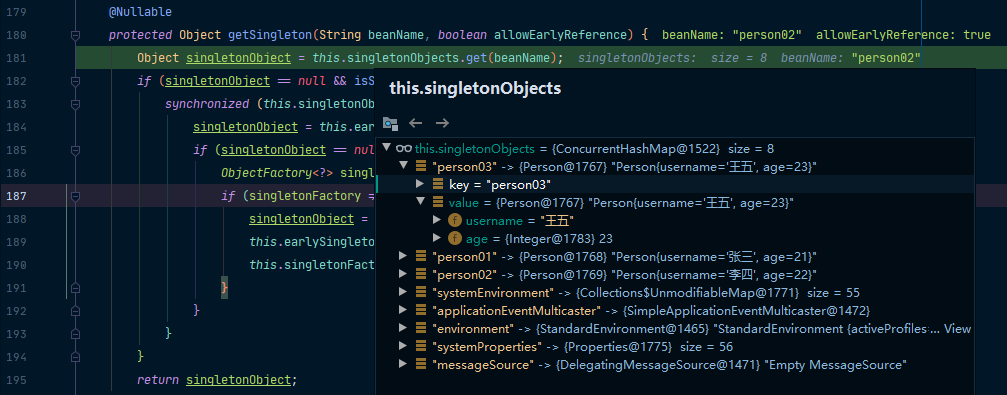 179 @Nullable
180 protected Object getSingleton(String beanName, boolean allowEarlyReference) { beanName: "person02" allowEarlyReference: true
181 Object singletonObject = this.singletonObjects.get(beanName); singletonObjects: size = 8 beanName: "person02"
182 if (singletonObject == null && isS
183 synchronized (this.singletonOb
184 singletonObject = this.ear
185 if (singletonObject == nul
186 ObjectFactory<?> singl
187 if (singletonFactory =
188 singletonObject =
189 this.earlySingleto
190 this.singletonFact
191 }
192 }
193 }
194 }
195 return singletonObject;
this.singletonObjects
this.singletonObjects = {ConcurrentHashMap@1522} size = 8
"person03" -> {Person@1767} "Person{username='王五', age=23}"
key = "person03"
value = {Person@1767} "Person{username='王五', age=23}"
f username = "王五"
f age = {Integer@1783} 23
"person01" -> {Person@1768} "Person{username='张三', age=21}"
"person02" -> {Person@1769} "Person{username='李四', age=22}"
"systemEnvironment" -> {Collections$UnmodifiableMap@1771} size = 55
"applicationEventMulticaster" -> {SimpleApplicationEventMulticaster@1472}
"environment" -> {StandardEnvironment@1465} "StandardEnvironment {activeProfiles... View
"systemProperties" -> {Properties@1775} size = 56
"messageSource" -> {DelegatingMessageSource@1471} "Empty MessageSource"